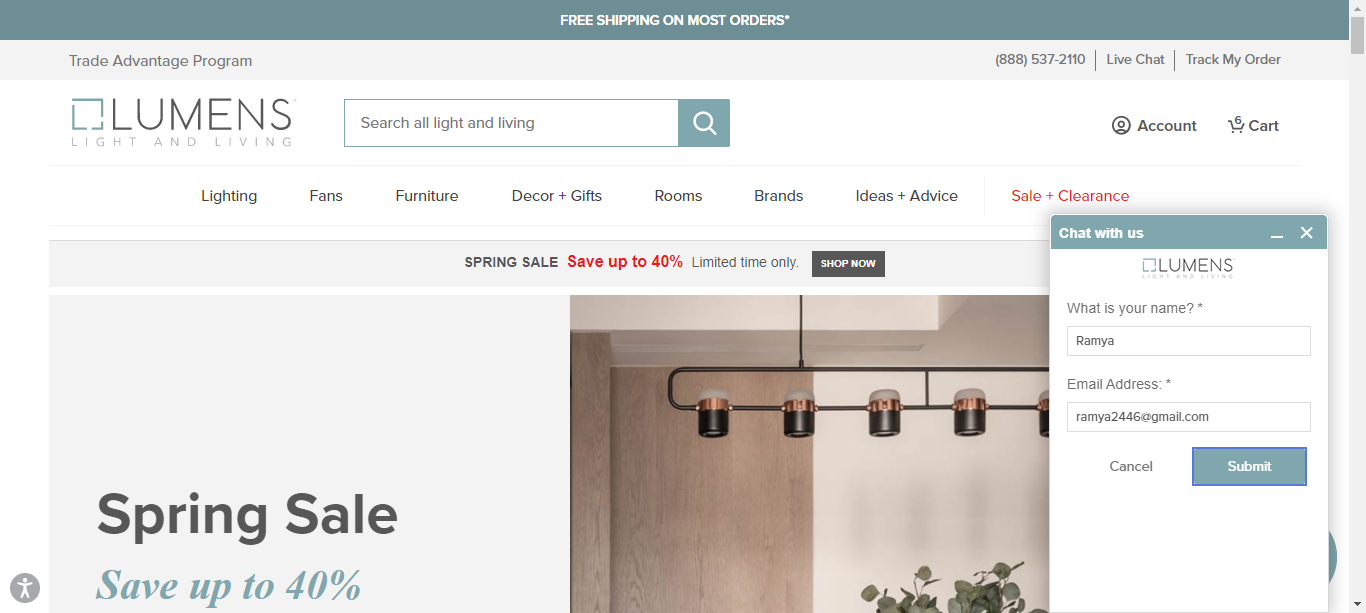 FREE SHIPPING ON MOST ORDERS*
Trade Advantage Program
(888) 537-2110 Live Chat Track My Order
LUMENS
LIGHT AND LIVING
Search all light and living
Account
6 Cart
Lighting Fans Furniture Decor + Gifts Rooms Brands Ideas + Advice Sale + Clearance
SPRING SALE Save up to 40% Limited time only. SHOP NOW
Spring Sale
Save up to 40%
Chat with us
LUMENS
LIGHT AND LIVING
What is your name? *
Ramya
Email Address: *
ramya2446@gmail.com
Cancel Submit